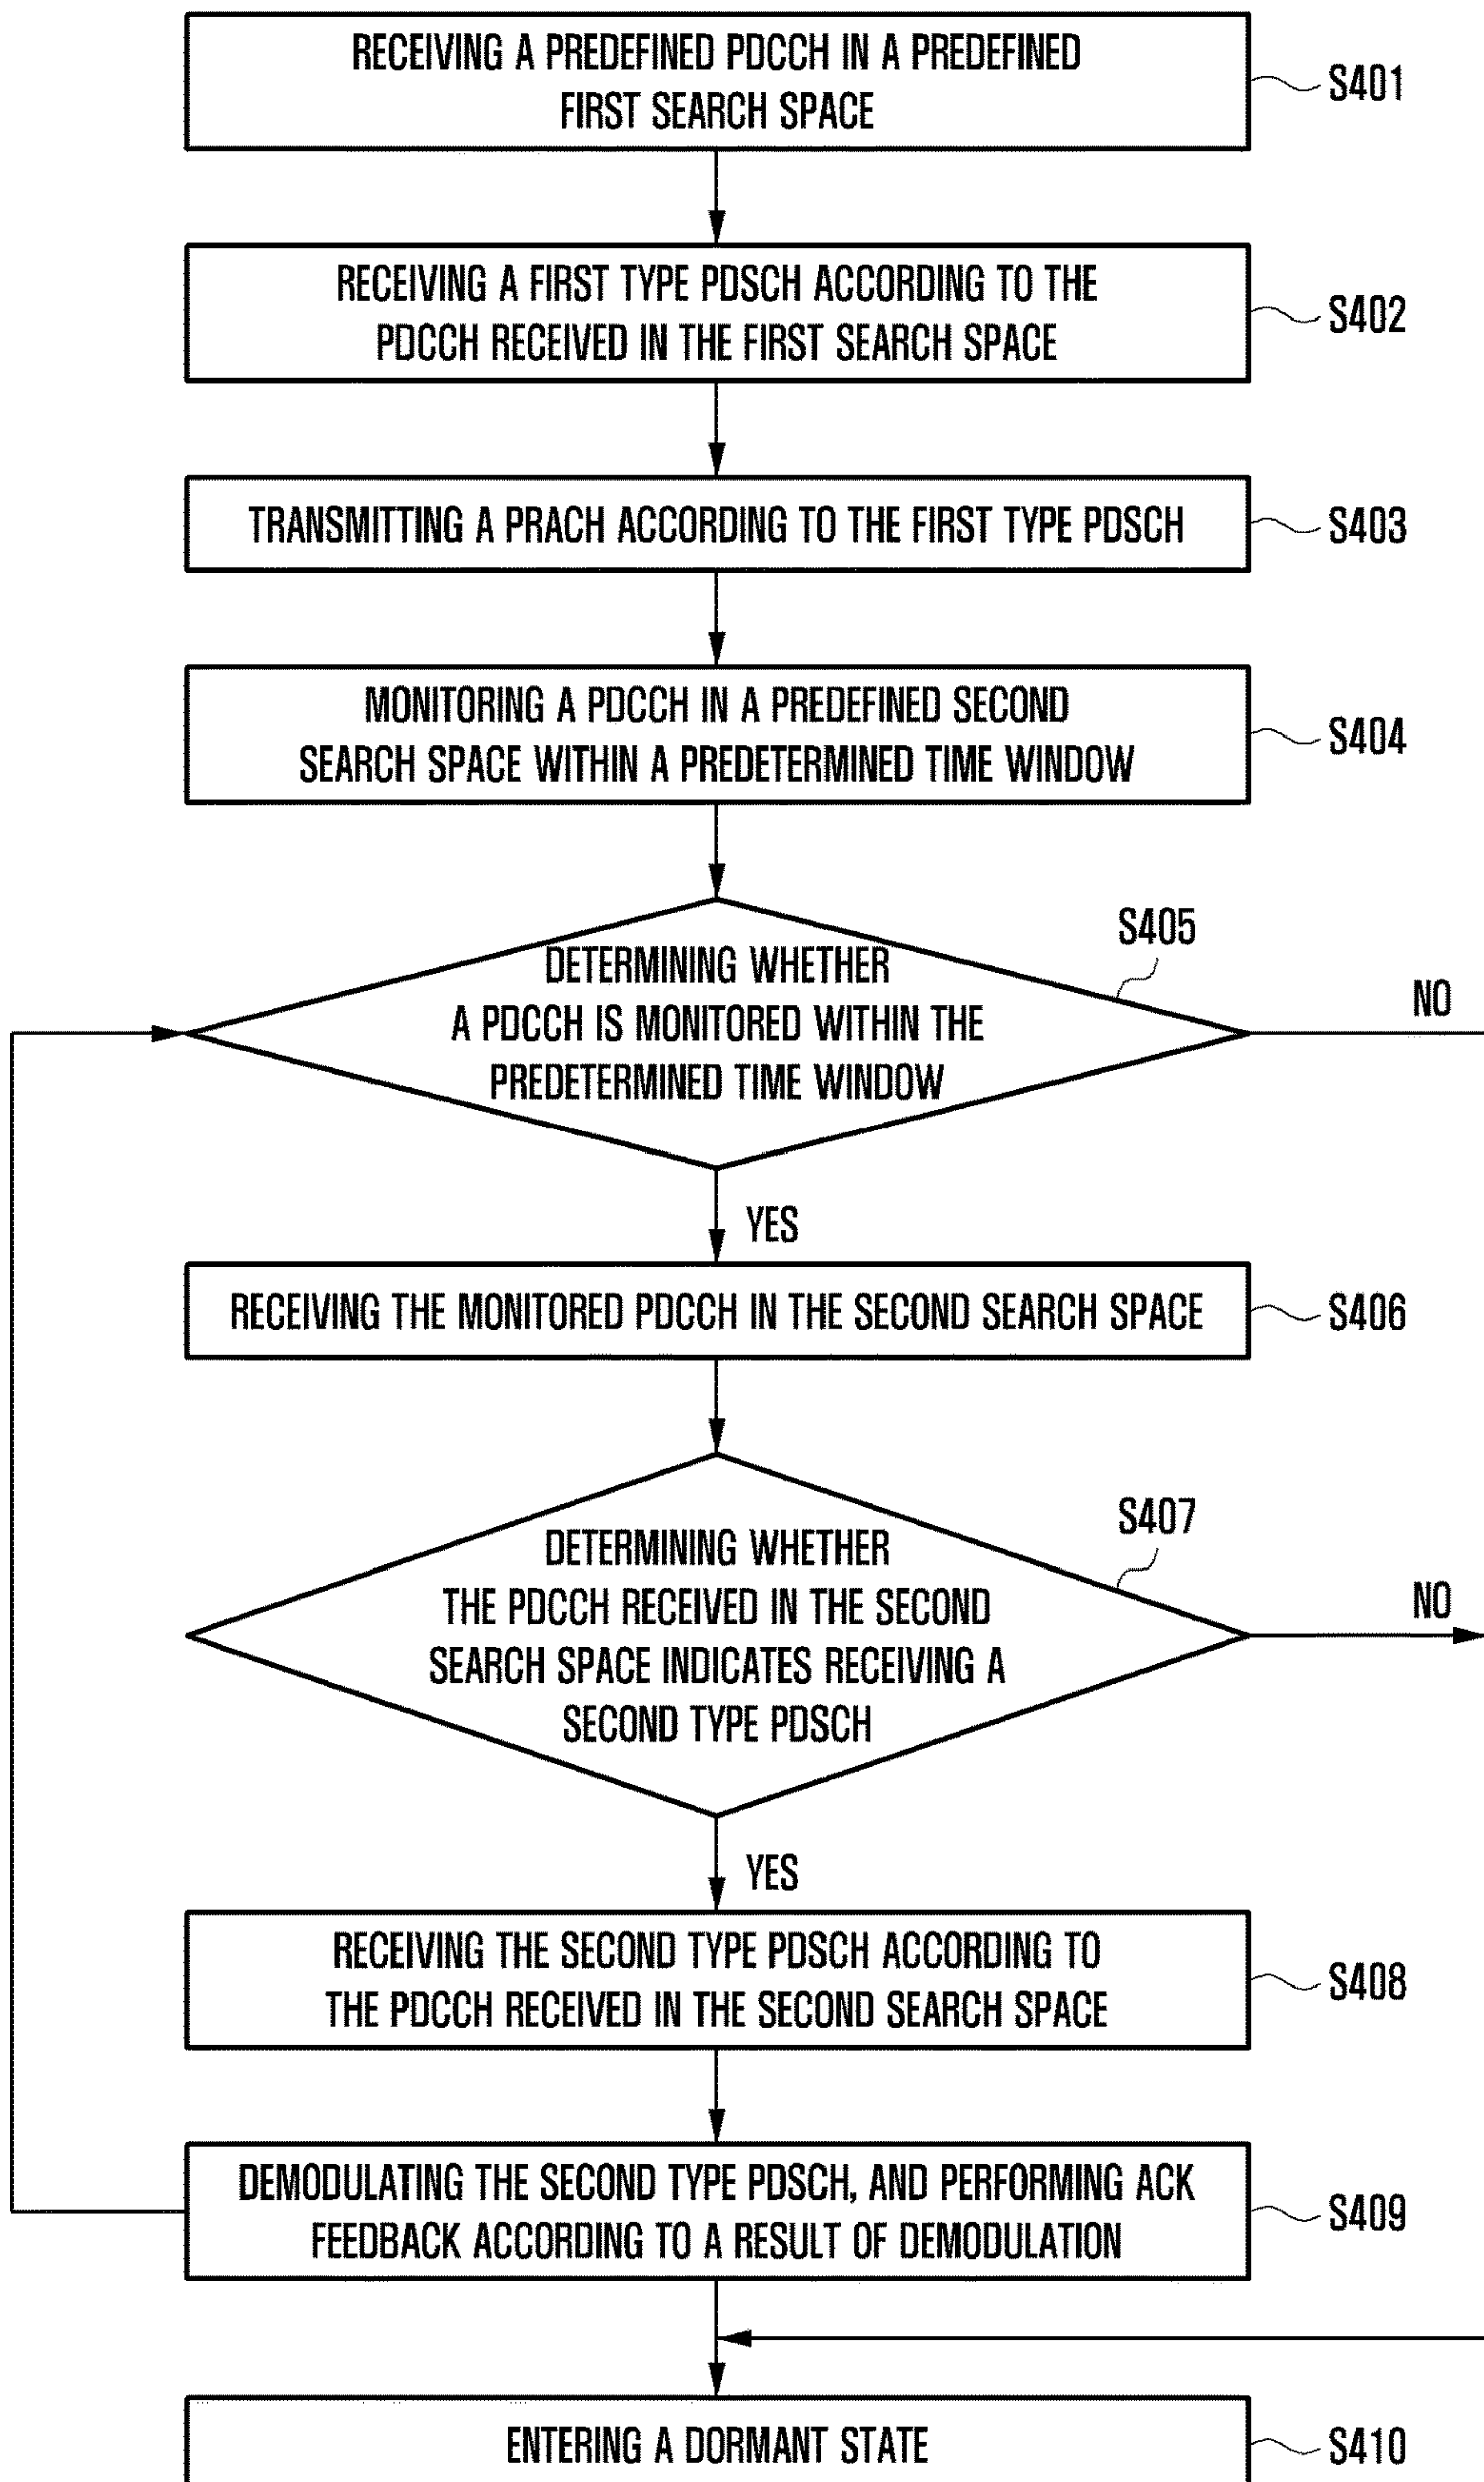 RECEIVING A PREDEFINED PDCCH IN A PREDEFINED
FIRST SEARCH SPACE
S401
RECEIVING A FIRST TYPE PDSCH ACCORDING TO THE
PDCCH RECEIVED IN THE FIRST SEARCH SPACE
S402
TRANSMITTING A PRACH ACCORDING TO THE FIRST TYPE PDSCH
S403
MONITORING A PDCCH IN A PREDEFINED SECOND
SEARCH SPACE WITHIN A PREDETERMINED TIME WINDOW
S404
S405
DETERMINING WHETHER
A PDCCH IS MONITORED WITHIN THE
PREDETERMINED TIME WINDOW
NO
YES
RECEIVING THE MONITORED PDCCH IN THE SECOND SEARCH SPACE
S406
S407
DETERMINING WHETHER
THE PDCCH RECEIVED IN THE SECOND
SEARCH SPACE INDICATES RECEIVING A
SECOND TYPE PDSCH
NO
YES
RECEIVING THE SECOND TYPE PDSCH ACCORDING TO
THE PDCCH RECEIVED IN THE SECOND SEARCH SPACE
S408
DEMODULATING THE SECOND TYPE PDSCH, AND PERFORMING ACK
FEEDBACK ACCORDING TO A RESULT OF DEMODULATION
S409
ENTERING A DORMANT STATE
S410